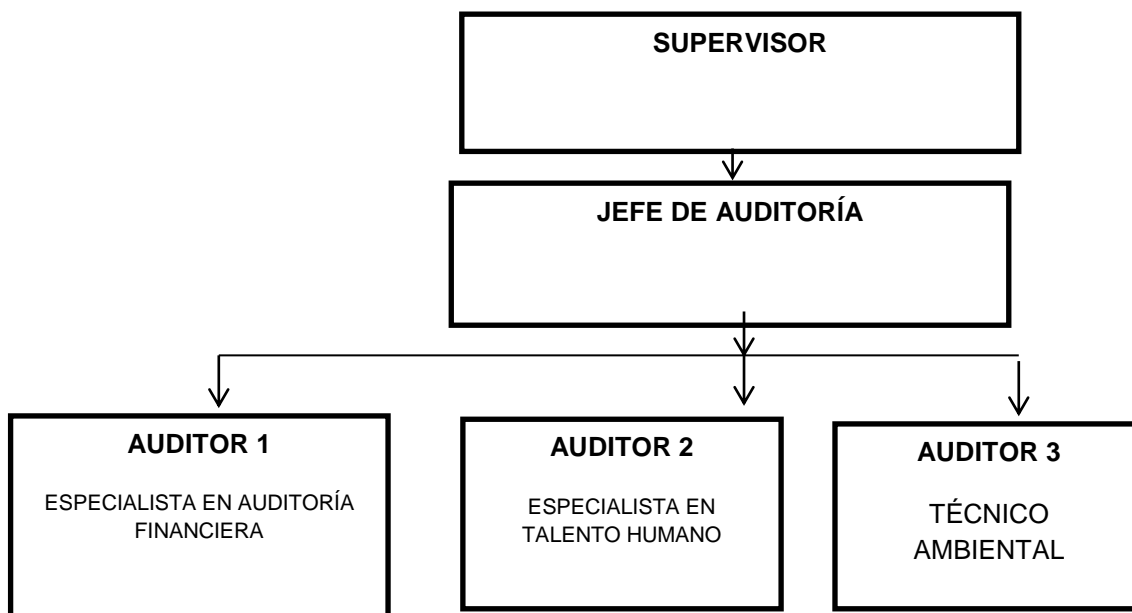 SUPERVISOR
JEFE DE AUDITORÍA
AUDITOR 1
ESPECIALISTA EN AUDITORÍA
FINANCIERA
AUDITOR 2
ESPECIALISTA EN
TALENTO HUMANO
AUDITOR 3
TÉCNICO
AMBIENTAL